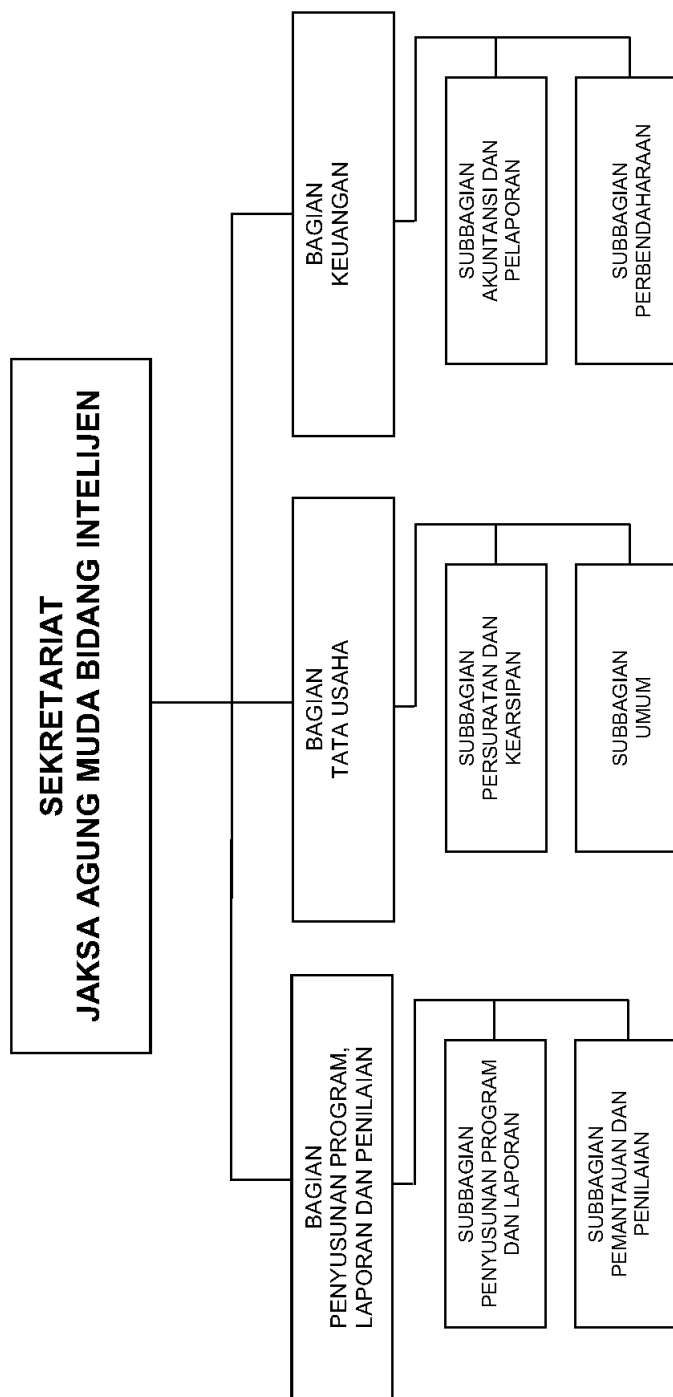 SEKRETARIAT
JAKSA AGUNG MUDA BIDANG INTELIJEN
BAGIAN
PENYUSUNAN PROGRAM,
LAPORAN DAN PENILAIAN
SUBBAGIAN
PENYUSUNAN PROGRAM
DAN LAPORAN
SUBBAGIAN
PEMANTAUAN DAN
PENILAIAN
BAGIAN
TATA USAHA
SUBBAGIAN
PERSURATAN DAN
KEARSIPAN
SUBBAGIAN
UMUM
BAGIAN
KEUANGAN
SUBBAGIAN
AKUNTANSI DAN
PELAPORAN
SUBBAGIAN
PERBENDAHARAAN